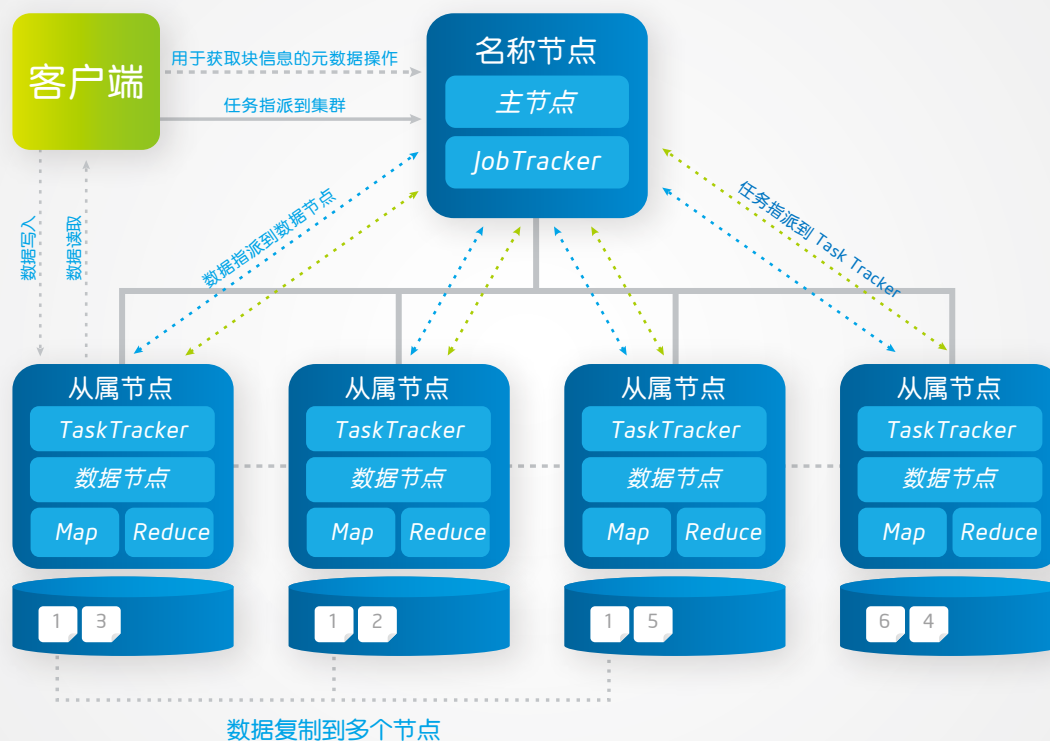 客户端
用于获取块信息的元数据操作
任务指派到集群
名称节点
主节点
JobTracker
数据写入
数据读取
数据指派到数据节点
任务指派到 Task Tracker
从属节点
TaskTracker
数据节点
Map
Reduce
1
3
从属节点
TaskTracker
数据节点
Map
Reduce
1
2
从属节点
TaskTracker
数据节点
Map
Reduce
1
5
从属节点
TaskTracker
数据节点
Map
Reduce
6
4
数据复制到多个节点